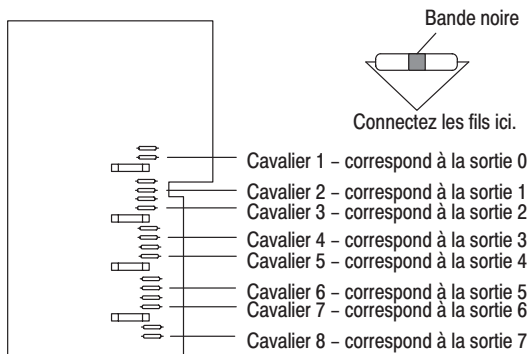 Bande noire
Connectez les fils ici.
Cavalier 1 – correspond à la sortie 0
Cavalier 2 – correspond à la sortie 1
Cavalier 3 – correspond à la sortie 2
Cavalier 4 – correspond à la sortie 3
Cavalier 5 – correspond à la sortie 4
Cavalier 6 – correspond à la sortie 5
Cavalier 7 – correspond à la sortie 6
Cavalier 8 – correspond à la sortie 7